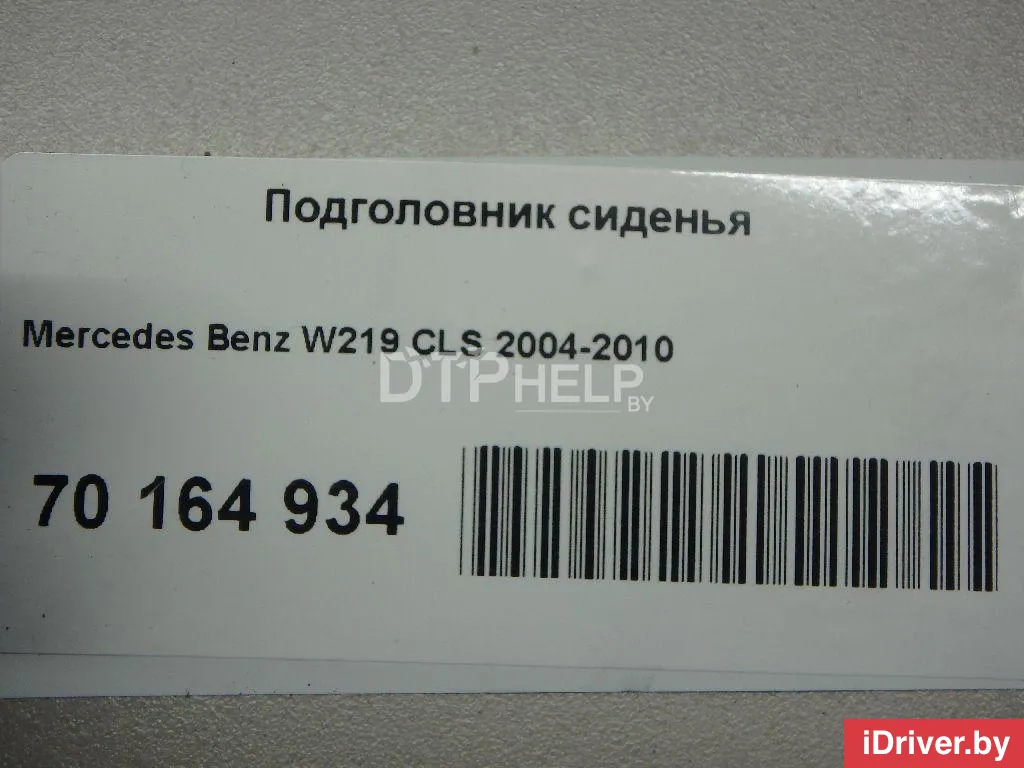 Подголовник сиденья
Mercedes Benz W219 CLS 2004-2010
DTPHELP
BY
70 164 934
iDriver.by